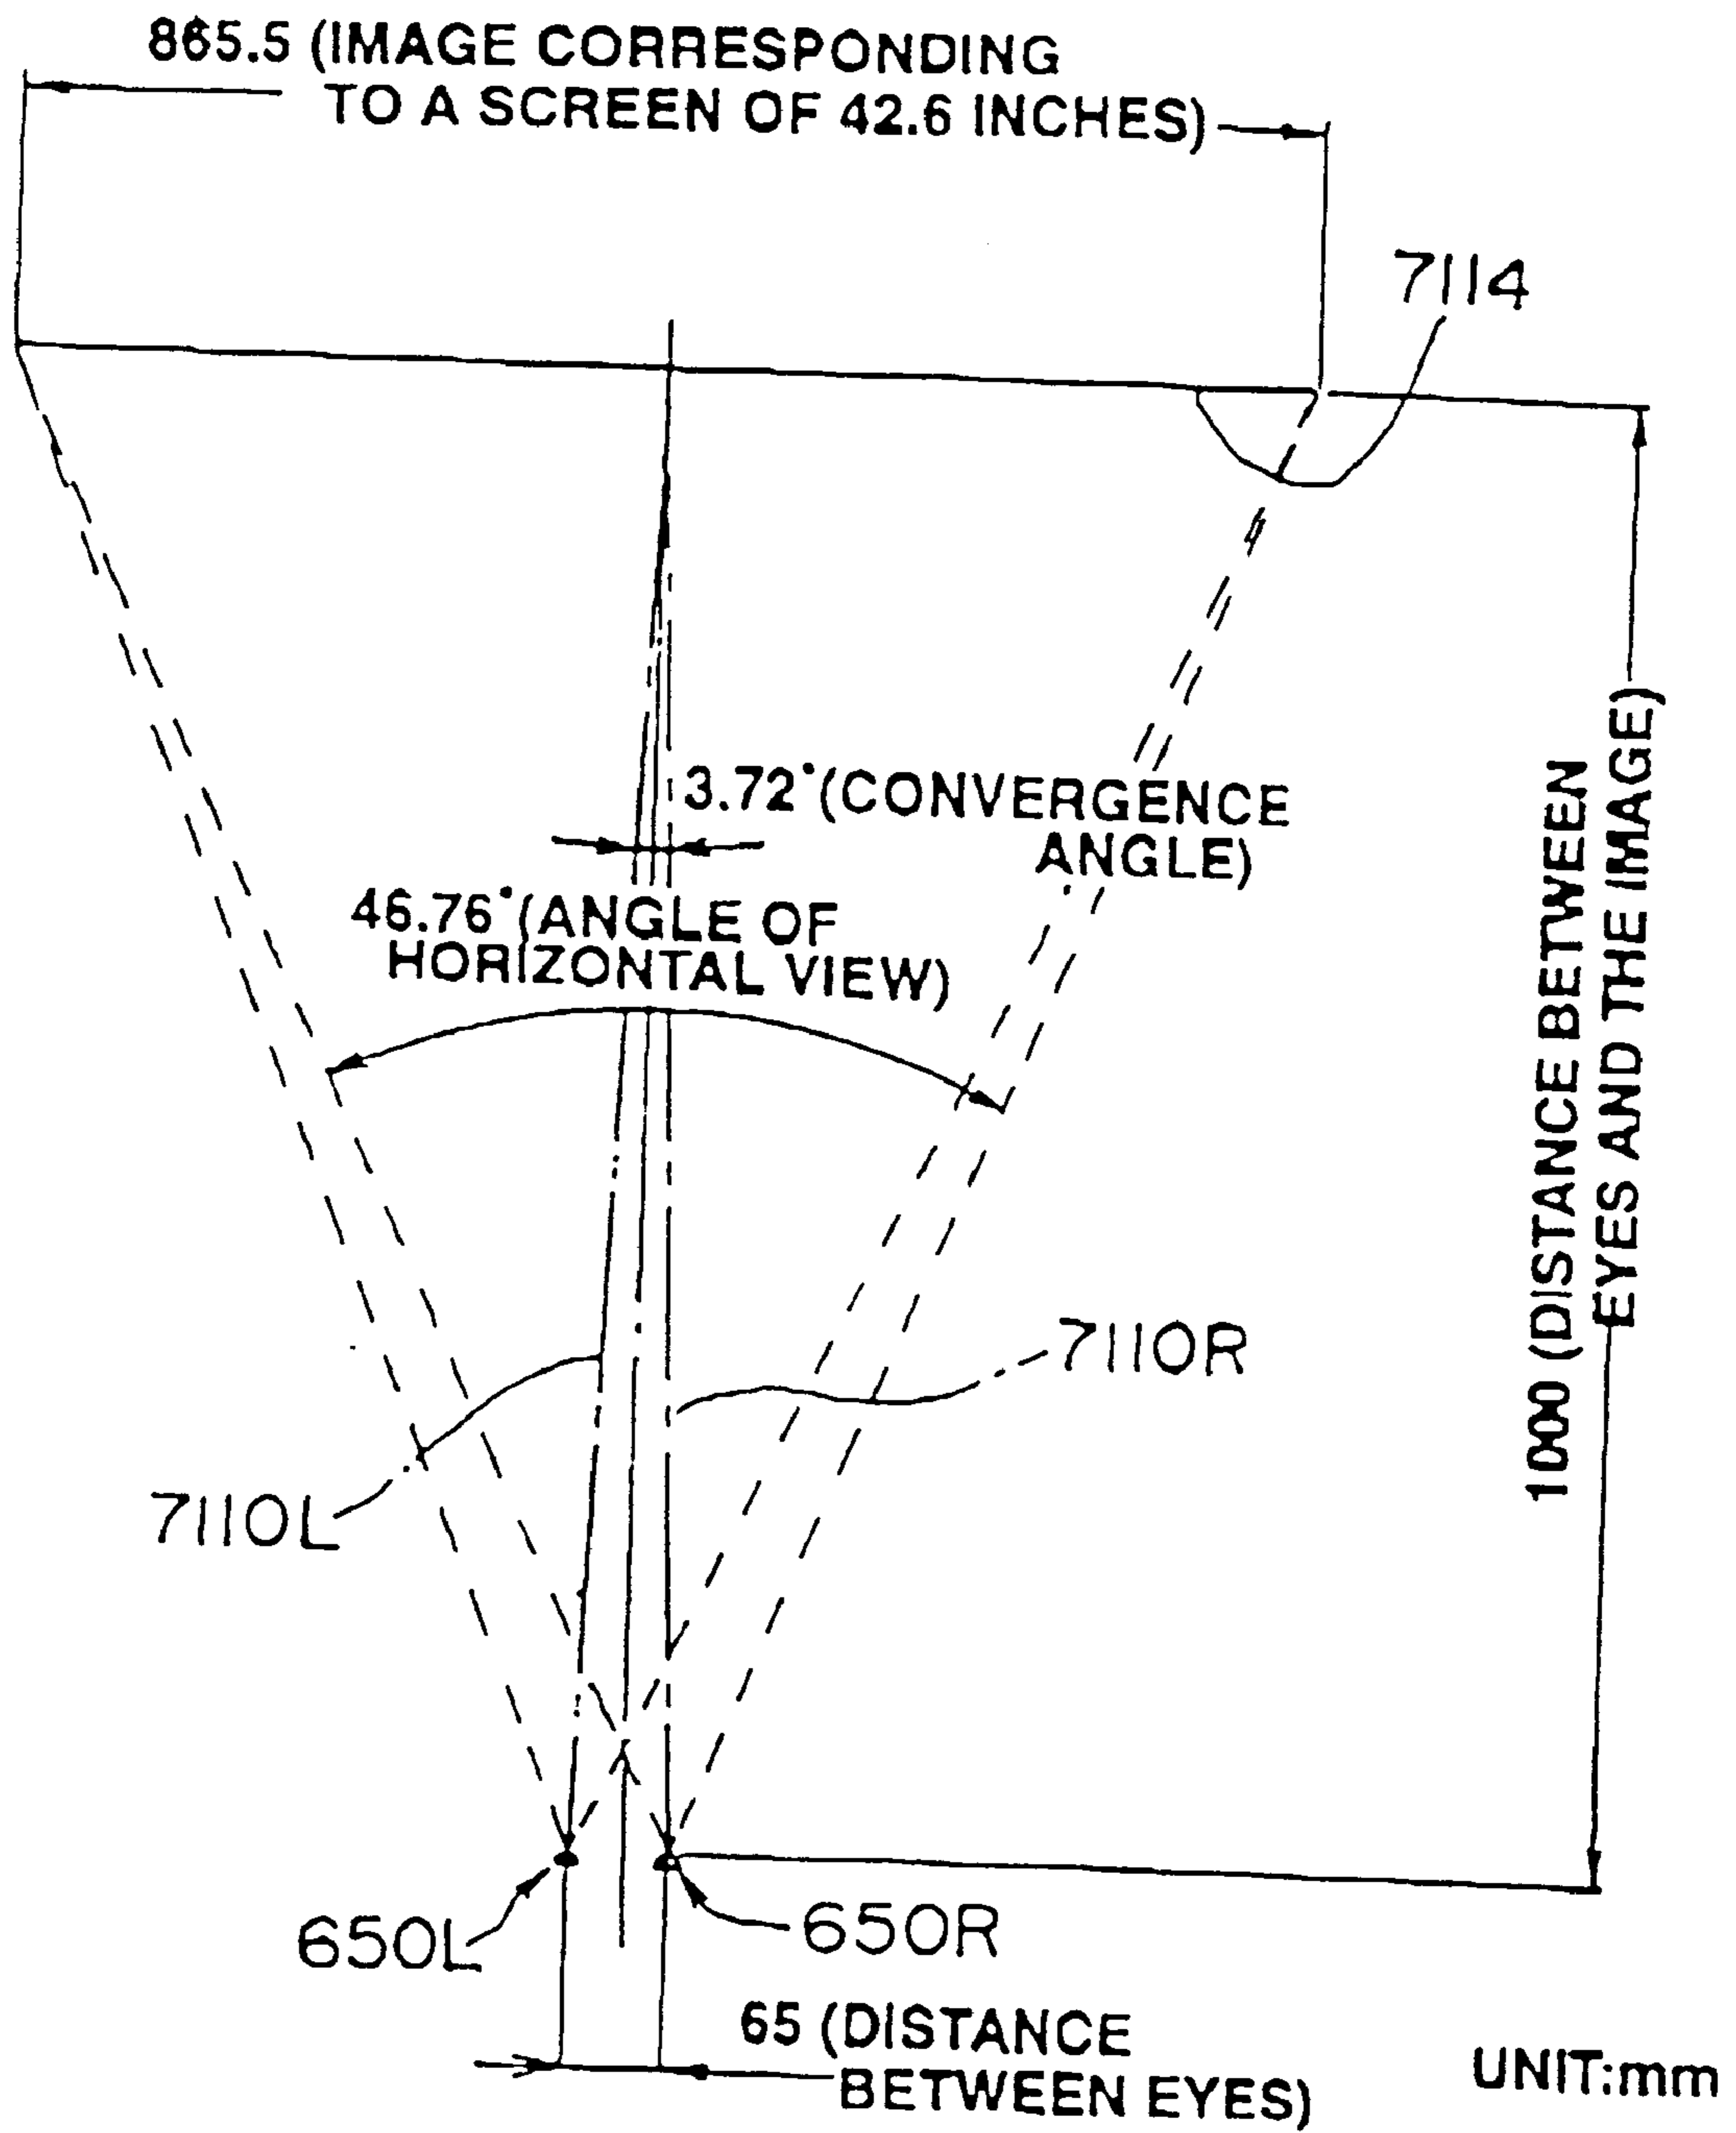 865.5 (IMAGE CORRESPONDING
TO A SCREEN OF 42.6 INCHES)
7114
3.72°(CONVERGENCE
ANGLE)
46.76°(ANGLE OF
HORIZONTAL VIEW)
1000 (DISTANCE BETWEEN
EYES AND THE IMAGE)
7110R
7110L
650L
650R
65 (DISTANCE
BETWEEN EYES)
UNIT:mm